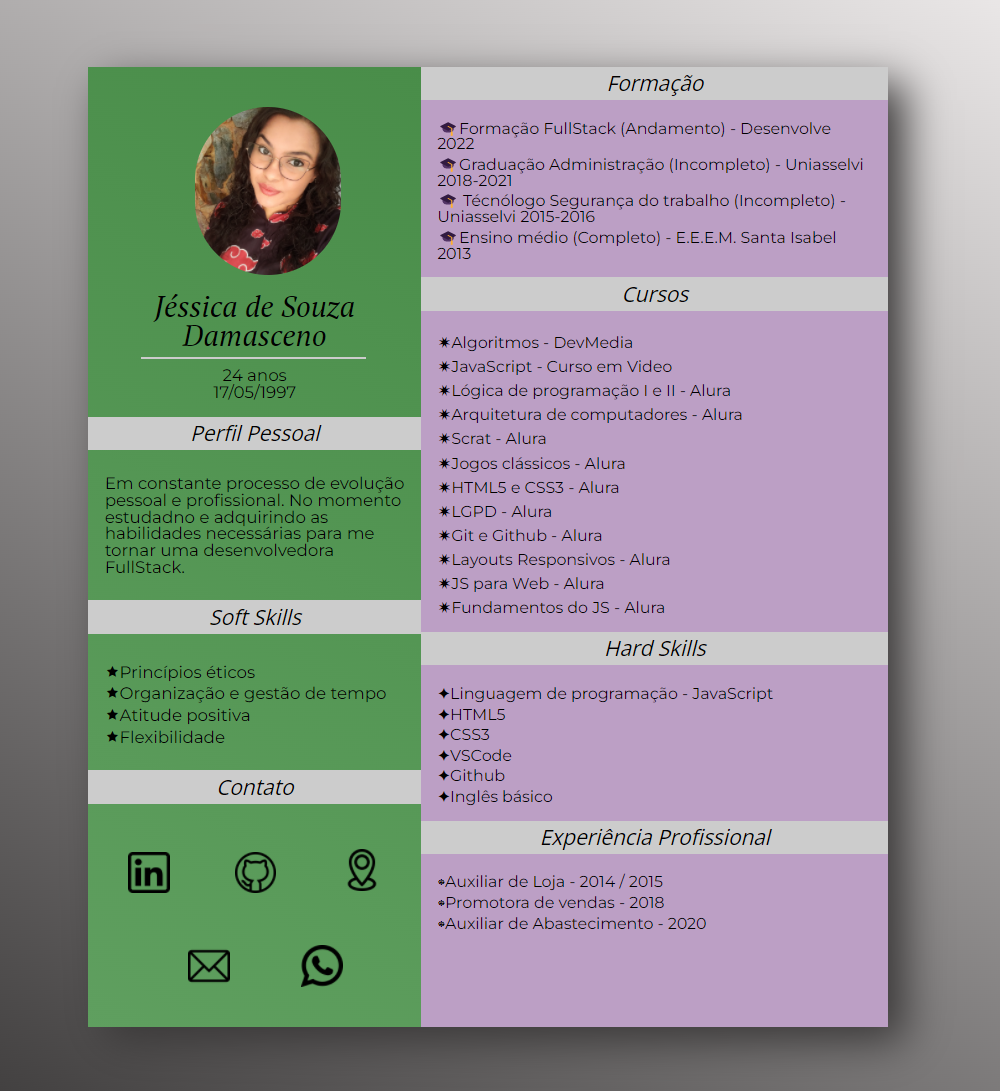 Jéssica de Souza
Damasceno
24 anos
17/05/1997
Perfil Pessoal
Em constante processo de evolução
pessoal e profissional. No momento
estudadno e adquirindo as
habilidades necessárias para me
tornar uma desenvolvedora
FullStack.
Soft Skills
★Princípios éticos
★Organização e gestão de tempo
★Atitude positiva
★Flexibilidade
Contato
in
Formação
🎓Formação FullStack (Andamento) - Desenvolve
2022
🎓Graduação Administração (Incompleto) - Uniasselvi
2018-2021
🎓 Técnólogo Segurança do trabalho (Incompleto) -
Uniasselvi 2015-2016
🎓Ensino médio (Completo) - E.E.E.M. Santa Isabel
2013
Cursos
✷Algoritmos - DevMedia
✷JavaScript - Curso em Video
✷Lógica de programação I e II - Alura
✷Arquitetura de computadores - Alura
✷Scrat - Alura
✷Jogos clássicos - Alura
✷HTML5 e CSS3 - Alura
✷LGPD - Alura
✷Git e Github - Alura
✷Layouts Responsivos - Alura
✷JS para Web - Alura
✷Fundamentos do JS - Alura
Hard Skills
✦Linguagem de programação - JavaScript
✦HTML5
✦CSS3
✦VSCode
✦Github
✦Inglês básico
Experiência Profissional
Auxiliar de Loja - 2014 / 2015
Promotora de vendas - 2018
Auxiliar de Abastecimento - 2020